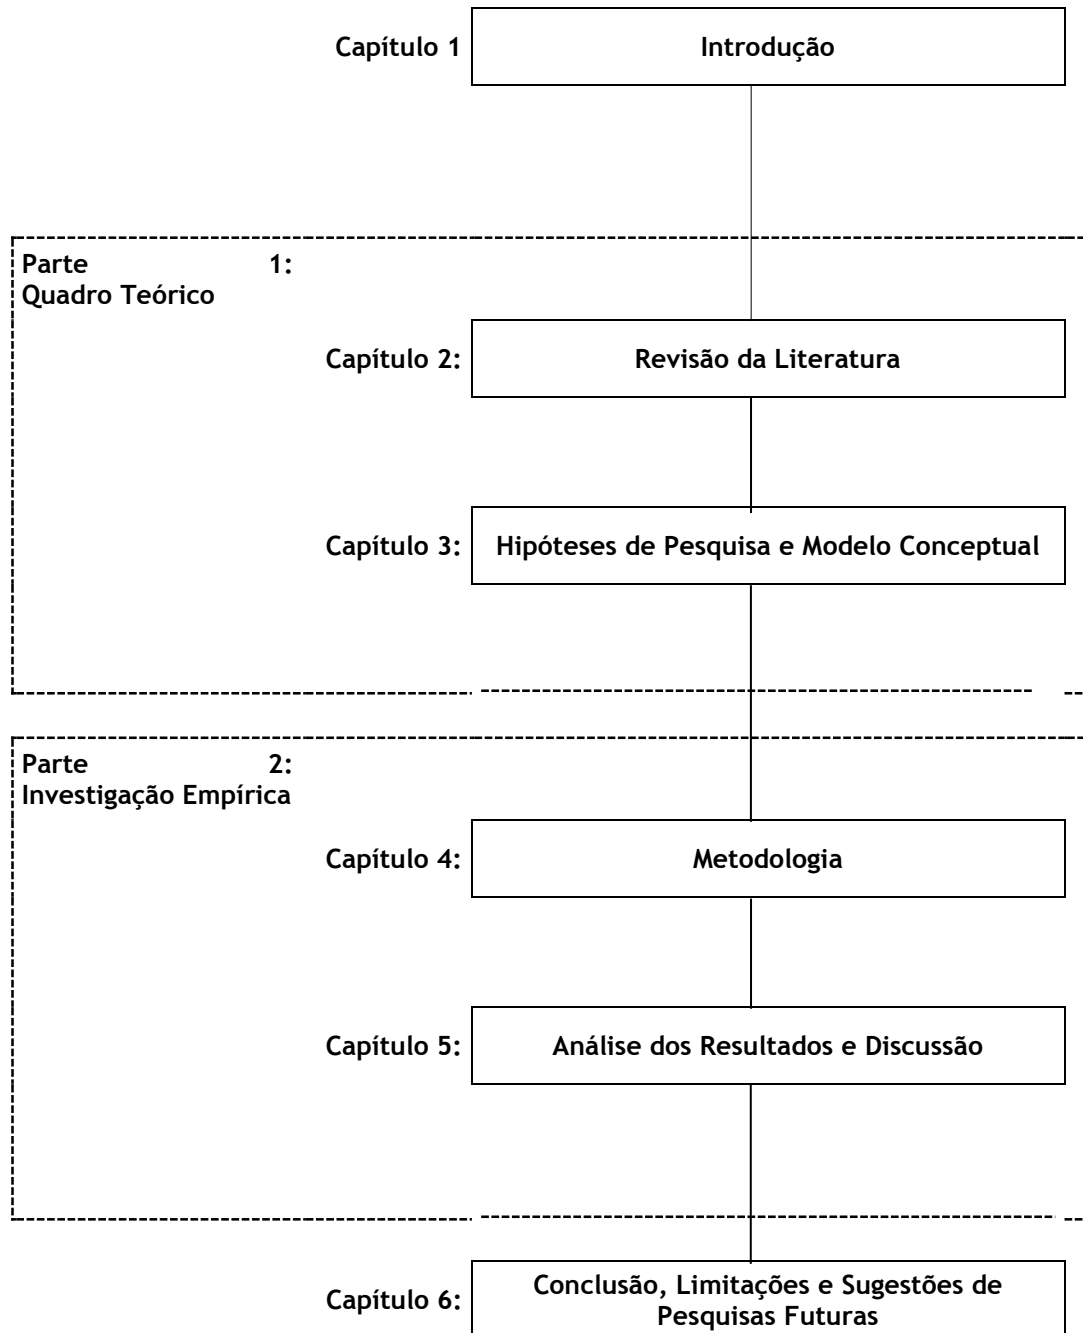 Capítulo 1
Introdução
Parte 1:
Quadro Teórico
Capítulo 2:
Revisão da Literatura
Capítulo 3:
Hipóteses de Pesquisa e Modelo Conceptual
Parte 2:
Investigação Empírica
Capítulo 4:
Metodologia
Capítulo 5:
Análise dos Resultados e Discussão
Capítulo 6:
Conclusão, Limitações e Sugestões de
Pesquisas Futuras